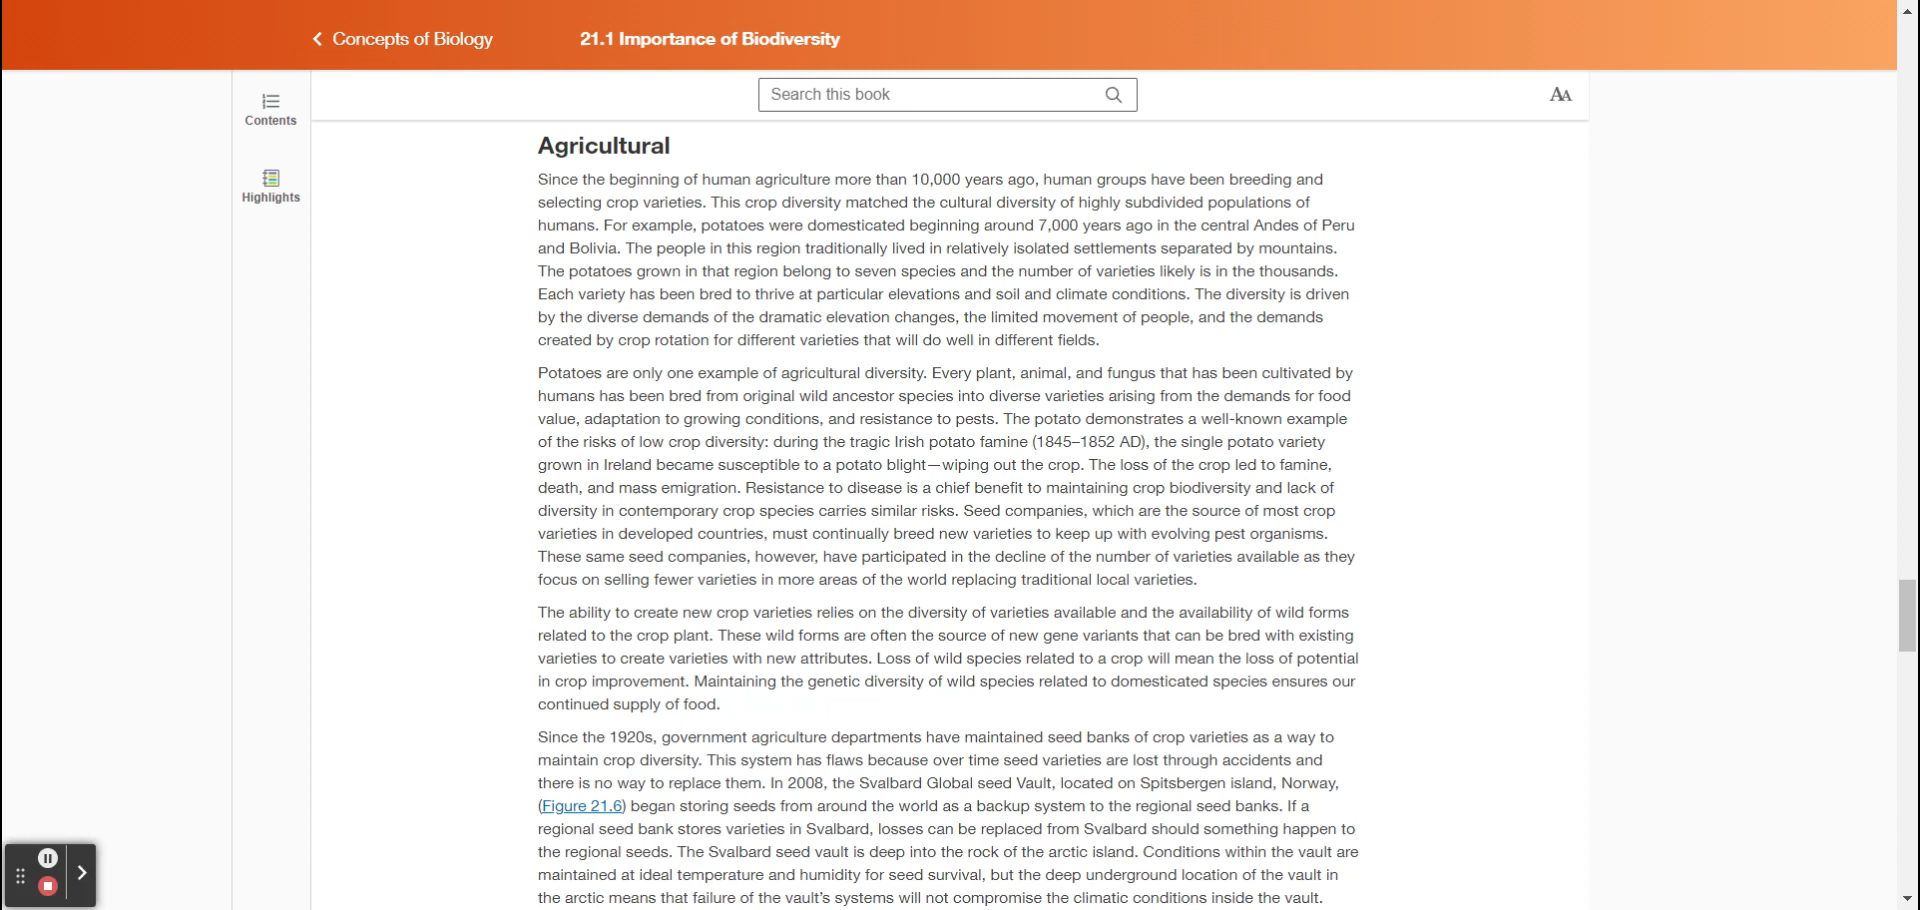 Concepts of Biology
21.1 Importance of Biodiversity
Search this book
AA
Contents
Highlights
Agricultural
Since the beginning of human agriculture more than 10,000 years ago, human groups have been breeding and
selecting crop varieties. This crop diversity matched the cultural diversity of highly subdivided populations of
humans. For example, potatoes were domesticated beginning around 7,000 years ago in the central Andes of Peru
and Bolivia. The people in this region traditionally lived in relatively isolated settlements separated by mountains.
The potatoes grown in that region belong to seven species and the number of varieties likely is in the thousands.
Each variety has been bred to thrive at particular elevations and soil and climate conditions. The diversity is driven
by the diverse demands of the dramatic elevation changes, the limited movement of people, and the demands
created by crop rotation for different varieties that will do well in different fields.
Potatoes are only one example of agricultural diversity. Every plant, animal, and fungus that has been cultivated by
humans has been bred from original wild ancestor species into diverse varieties arising from the demands for food
value, adaptation to growing conditions, and resistance to pests. The potato demonstrates a well-known example
of the risks of low crop diversity: during the tragic Irish potato famine (1845–1852 AD), the single potato variety
grown in Ireland became susceptible to a potato blight—wiping out the crop. The loss of the crop led to famine,
death, and mass emigration. Resistance to disease is a chief benefit to maintaining crop biodiversity and lack of
diversity in contemporary crop species carries similar risks. Seed companies, which are the source of most crop
varieties in developed countries, must continually breed new varieties to keep up with evolving pest organisms.
These same seed companies, however, have participated in the decline of the number of varieties available as they
focus on selling fewer varieties in more areas of the world replacing traditional local varieties.
The ability to create new crop varieties relies on the diversity of varieties available and the availability of wild forms
related to the crop plant. These wild forms are often the source of new gene variants that can be bred with existing
varieties to create varieties with new attributes. Loss of wild species related to a crop will mean the loss of potential
in crop improvement. Maintaining the genetic diversity of wild species related to domesticated species ensures our
continued supply of food.
Since the 1920s, government agriculture departments have maintained seed banks of crop varieties as a way to
maintain crop diversity. This system has flaws because over time seed varieties are lost through accidents and
there is no way to replace them. In 2008, the Svalbard Global seed Vault, located on Spitsbergen island, Norway,
(Figure 21.6) began storing seeds from around the world as a backup system to the regional seed banks. If a
regional seed bank stores varieties in Svalbard, losses can be replaced from Svalbard should something happen to
the regional seeds. The Svalbard seed vault is deep into the rock of the arctic island. Conditions within the vault are
maintained at ideal temperature and humidity for seed survival, but the deep underground location of the vault in
the arctic means that failure of the vault's systems will not compromise the climatic conditions inside the vault.